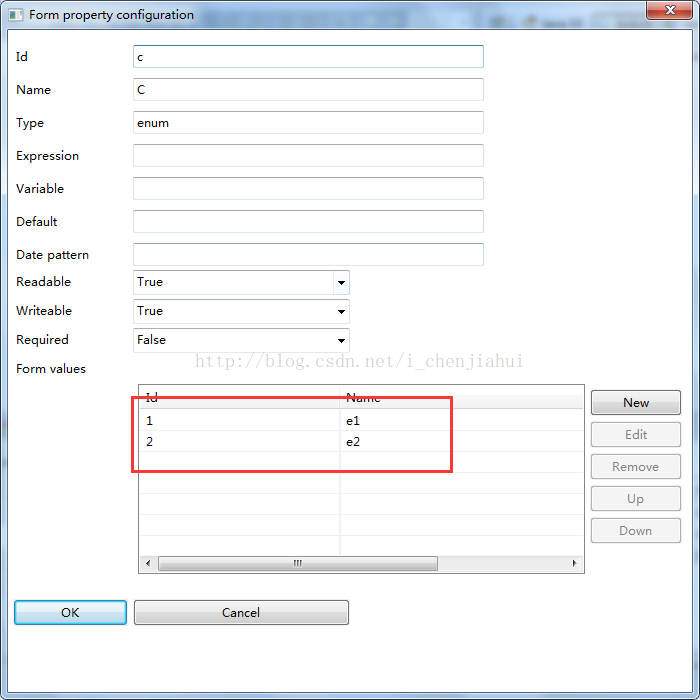 Form property configuration
Id c
Name C
Type enum
Expression
Variable
Default
Date pattern
Readable True
Writeable True
Required False
http://blog.csdn.net/i_chenjiahui
Form values
Id Name
1 e1
2 e2
New
Edit
Remove
Up
Down
OK Cancel